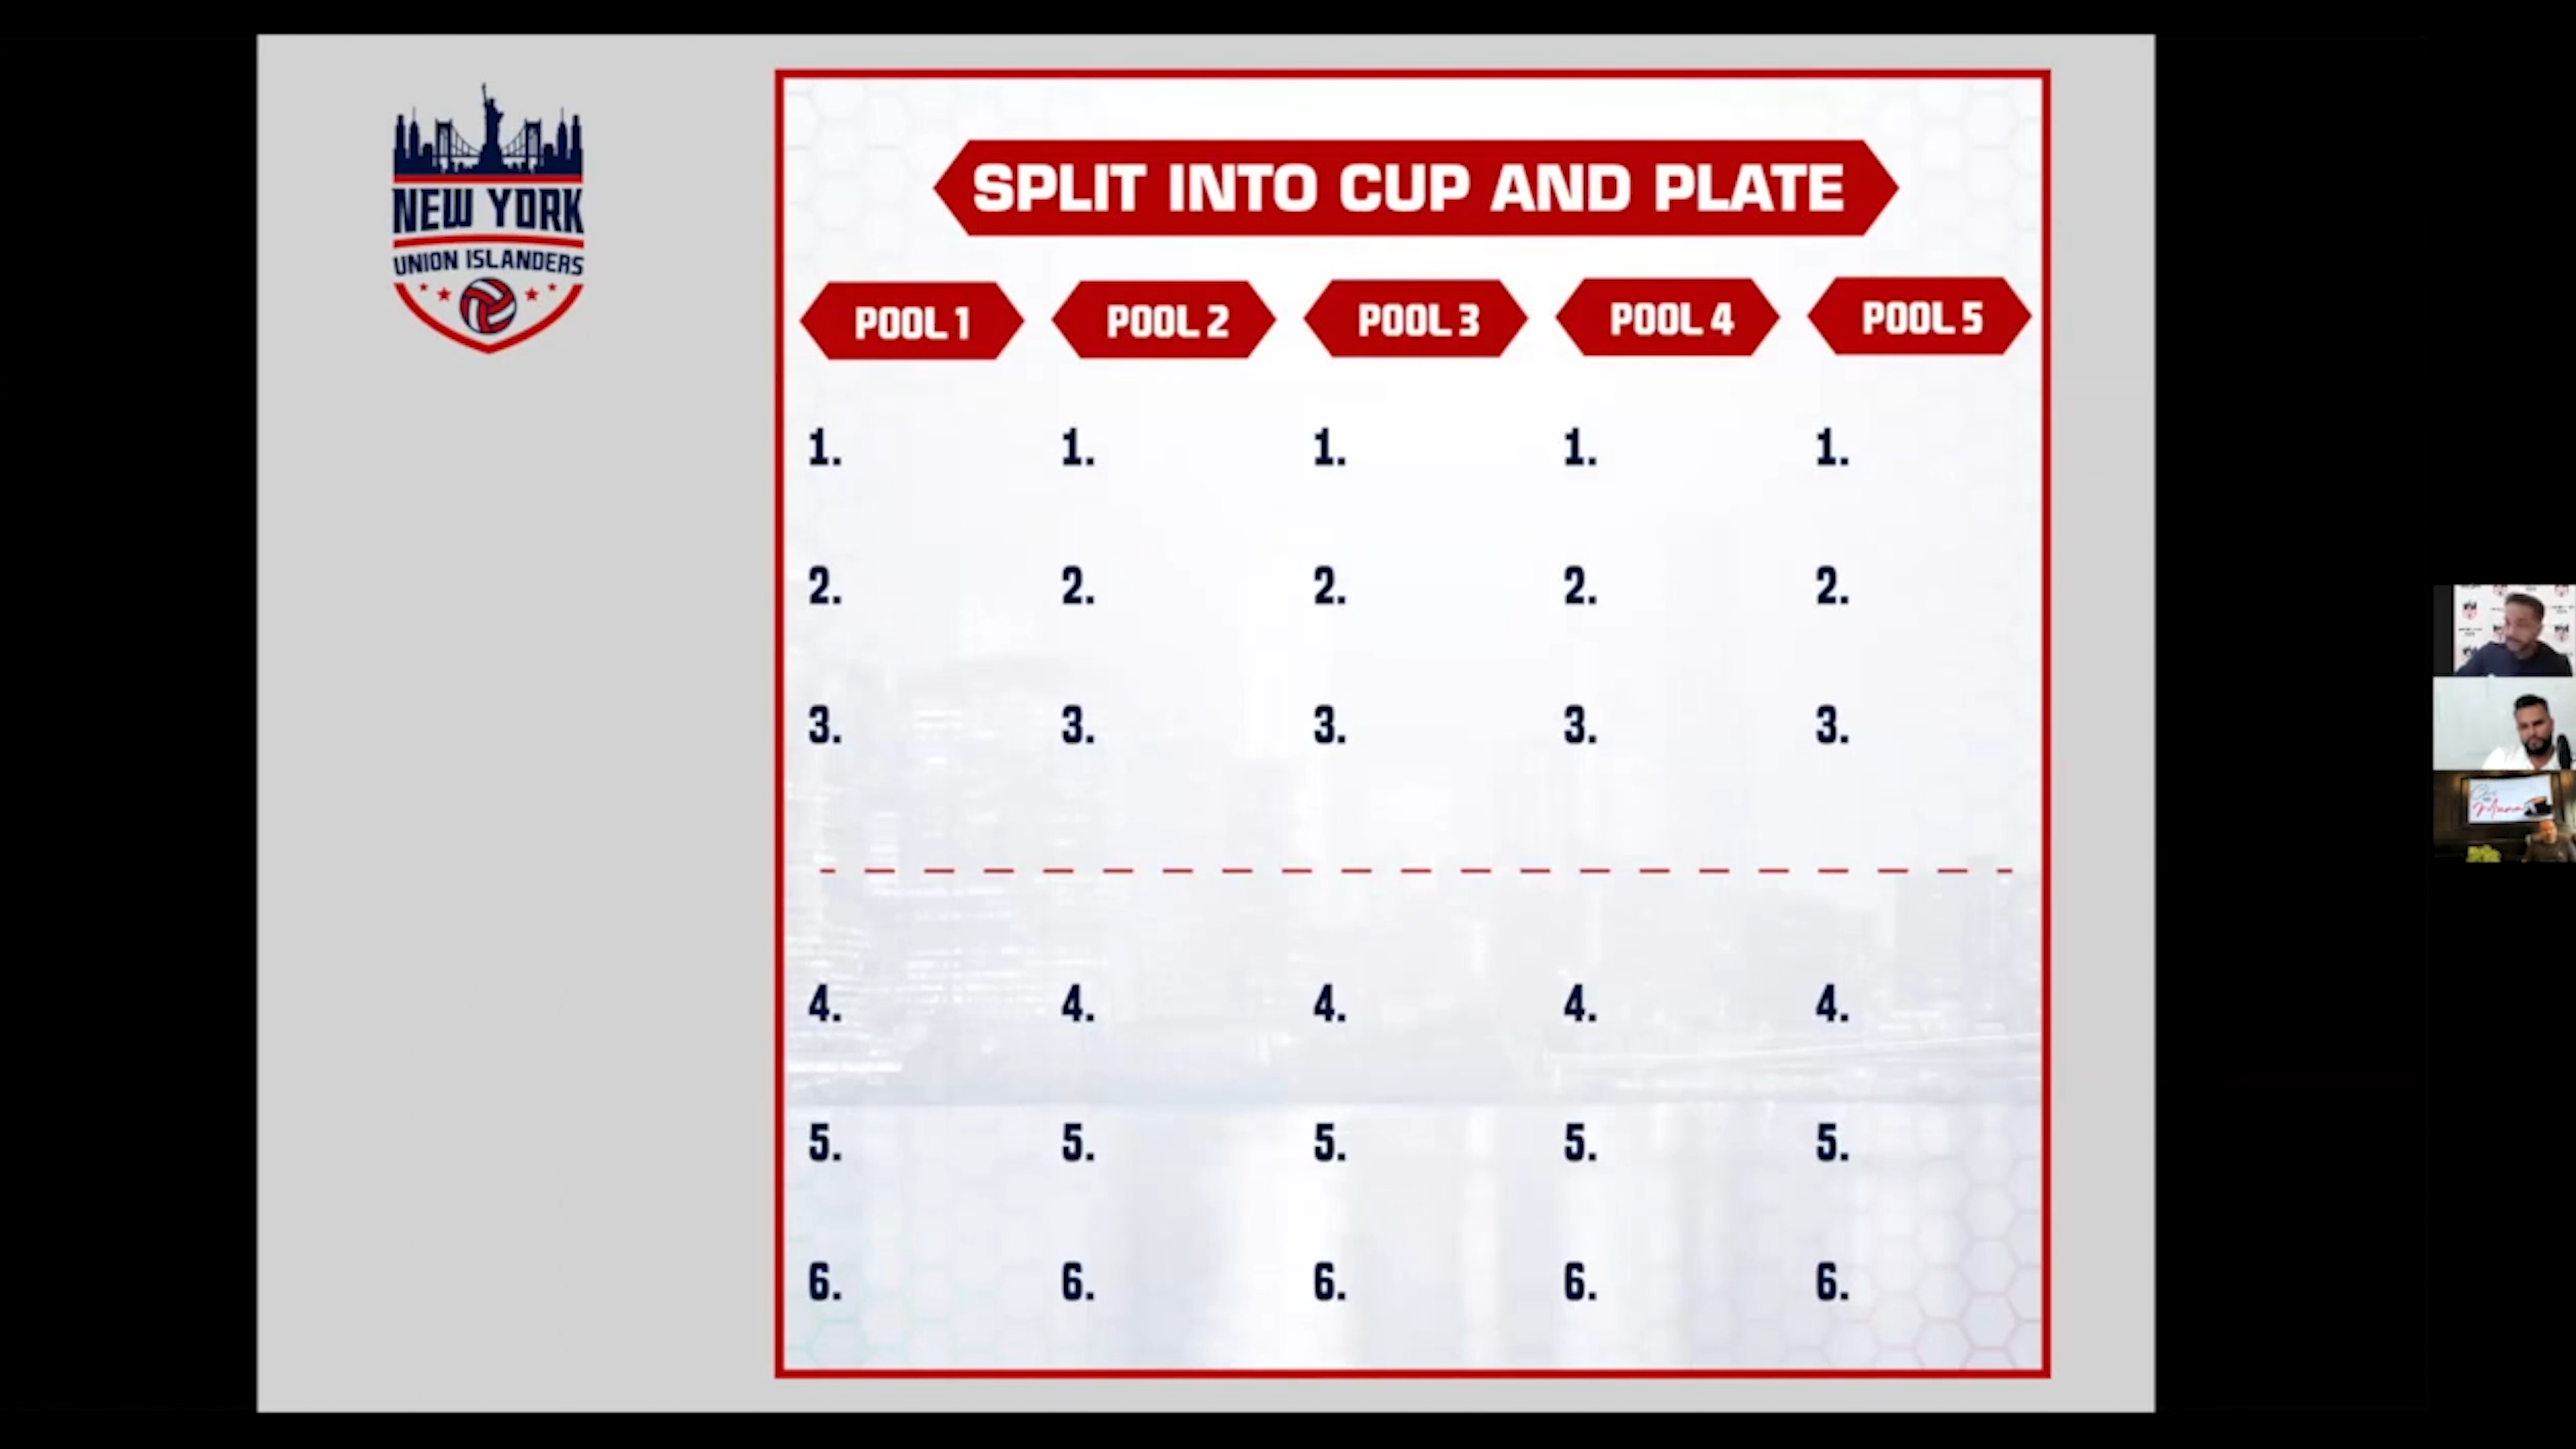 NEW YORK
UNION ISLANDERS
SPLIT INTO CUP AND PLATE
POOL 1 POOL 2 POOL 3 POOL 4 POOL 5
1. 1. 1. 1. 1.
2. 2. 2. 2. 2.
3. 3. 3. 3. 3.
4. 4. 4. 4. 4.
5. 5. 5. 5. 5.
6. 6. 6. 6. 6.